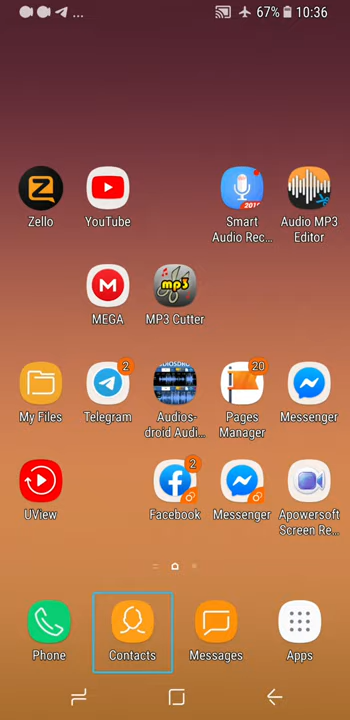 ... 67% 10:36
Zello YouTube Smart Audio MP3
Audio Rec... Editor
2019
MEGA MP3 Cutter
mp3
2 20
My Files Telegram Audios- Pages Messenger
droid Audi... Manager
2
UView Facebook Messenger Apowersoft
Screen Re...
Phone Contacts Messages Apps